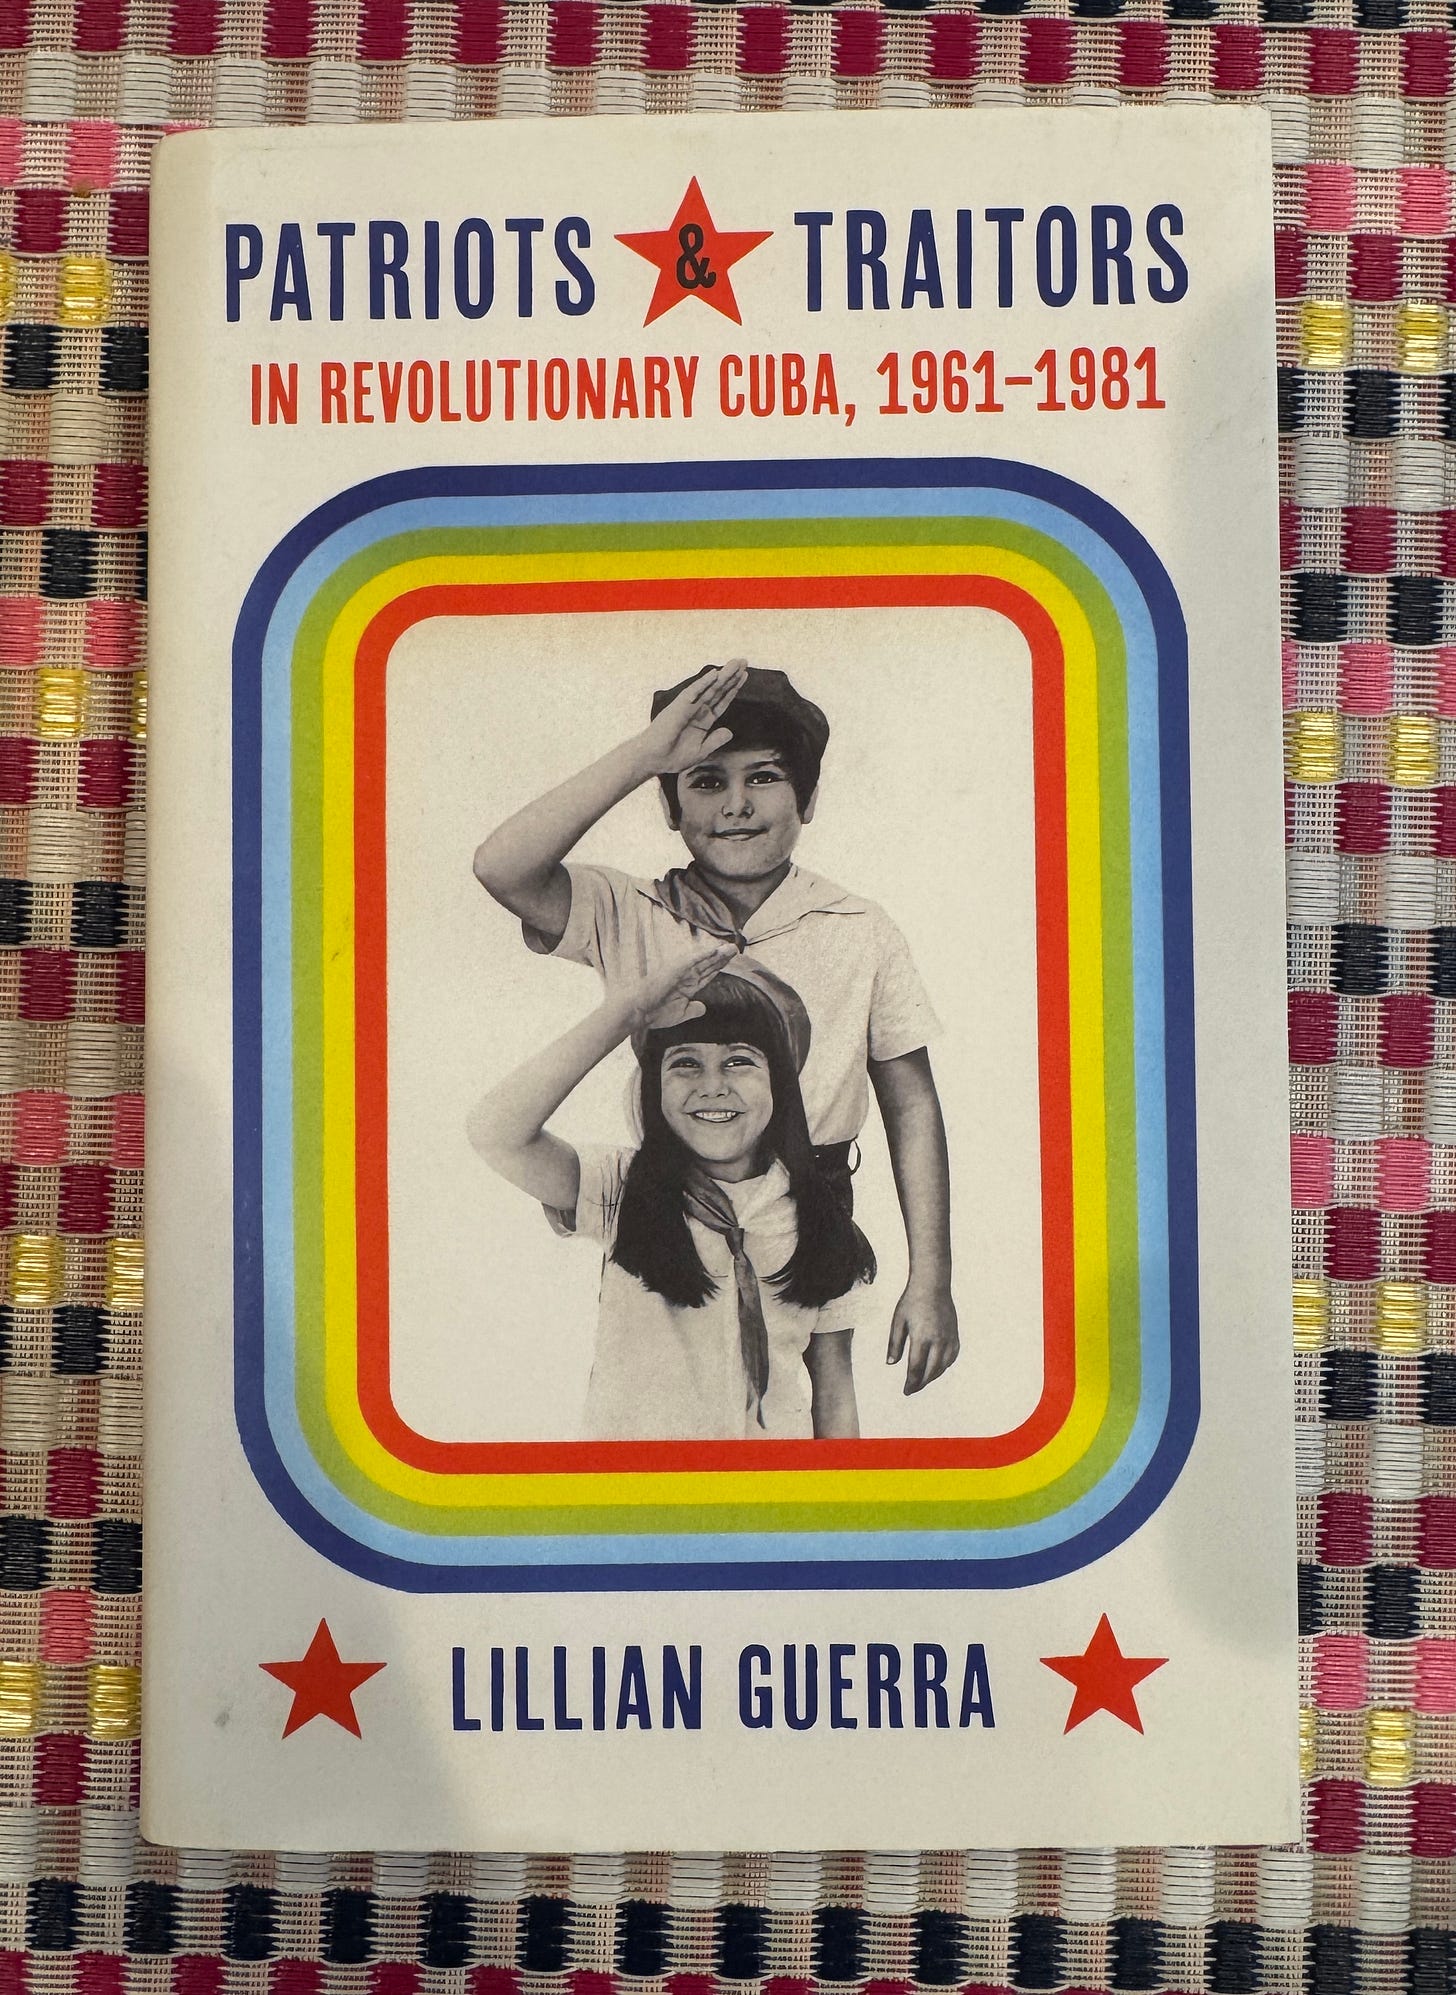 PATRIOTS & TRAITORS
IN REVOLUTIONARY CUBA, 1961–1981
LILLIAN GUERRA